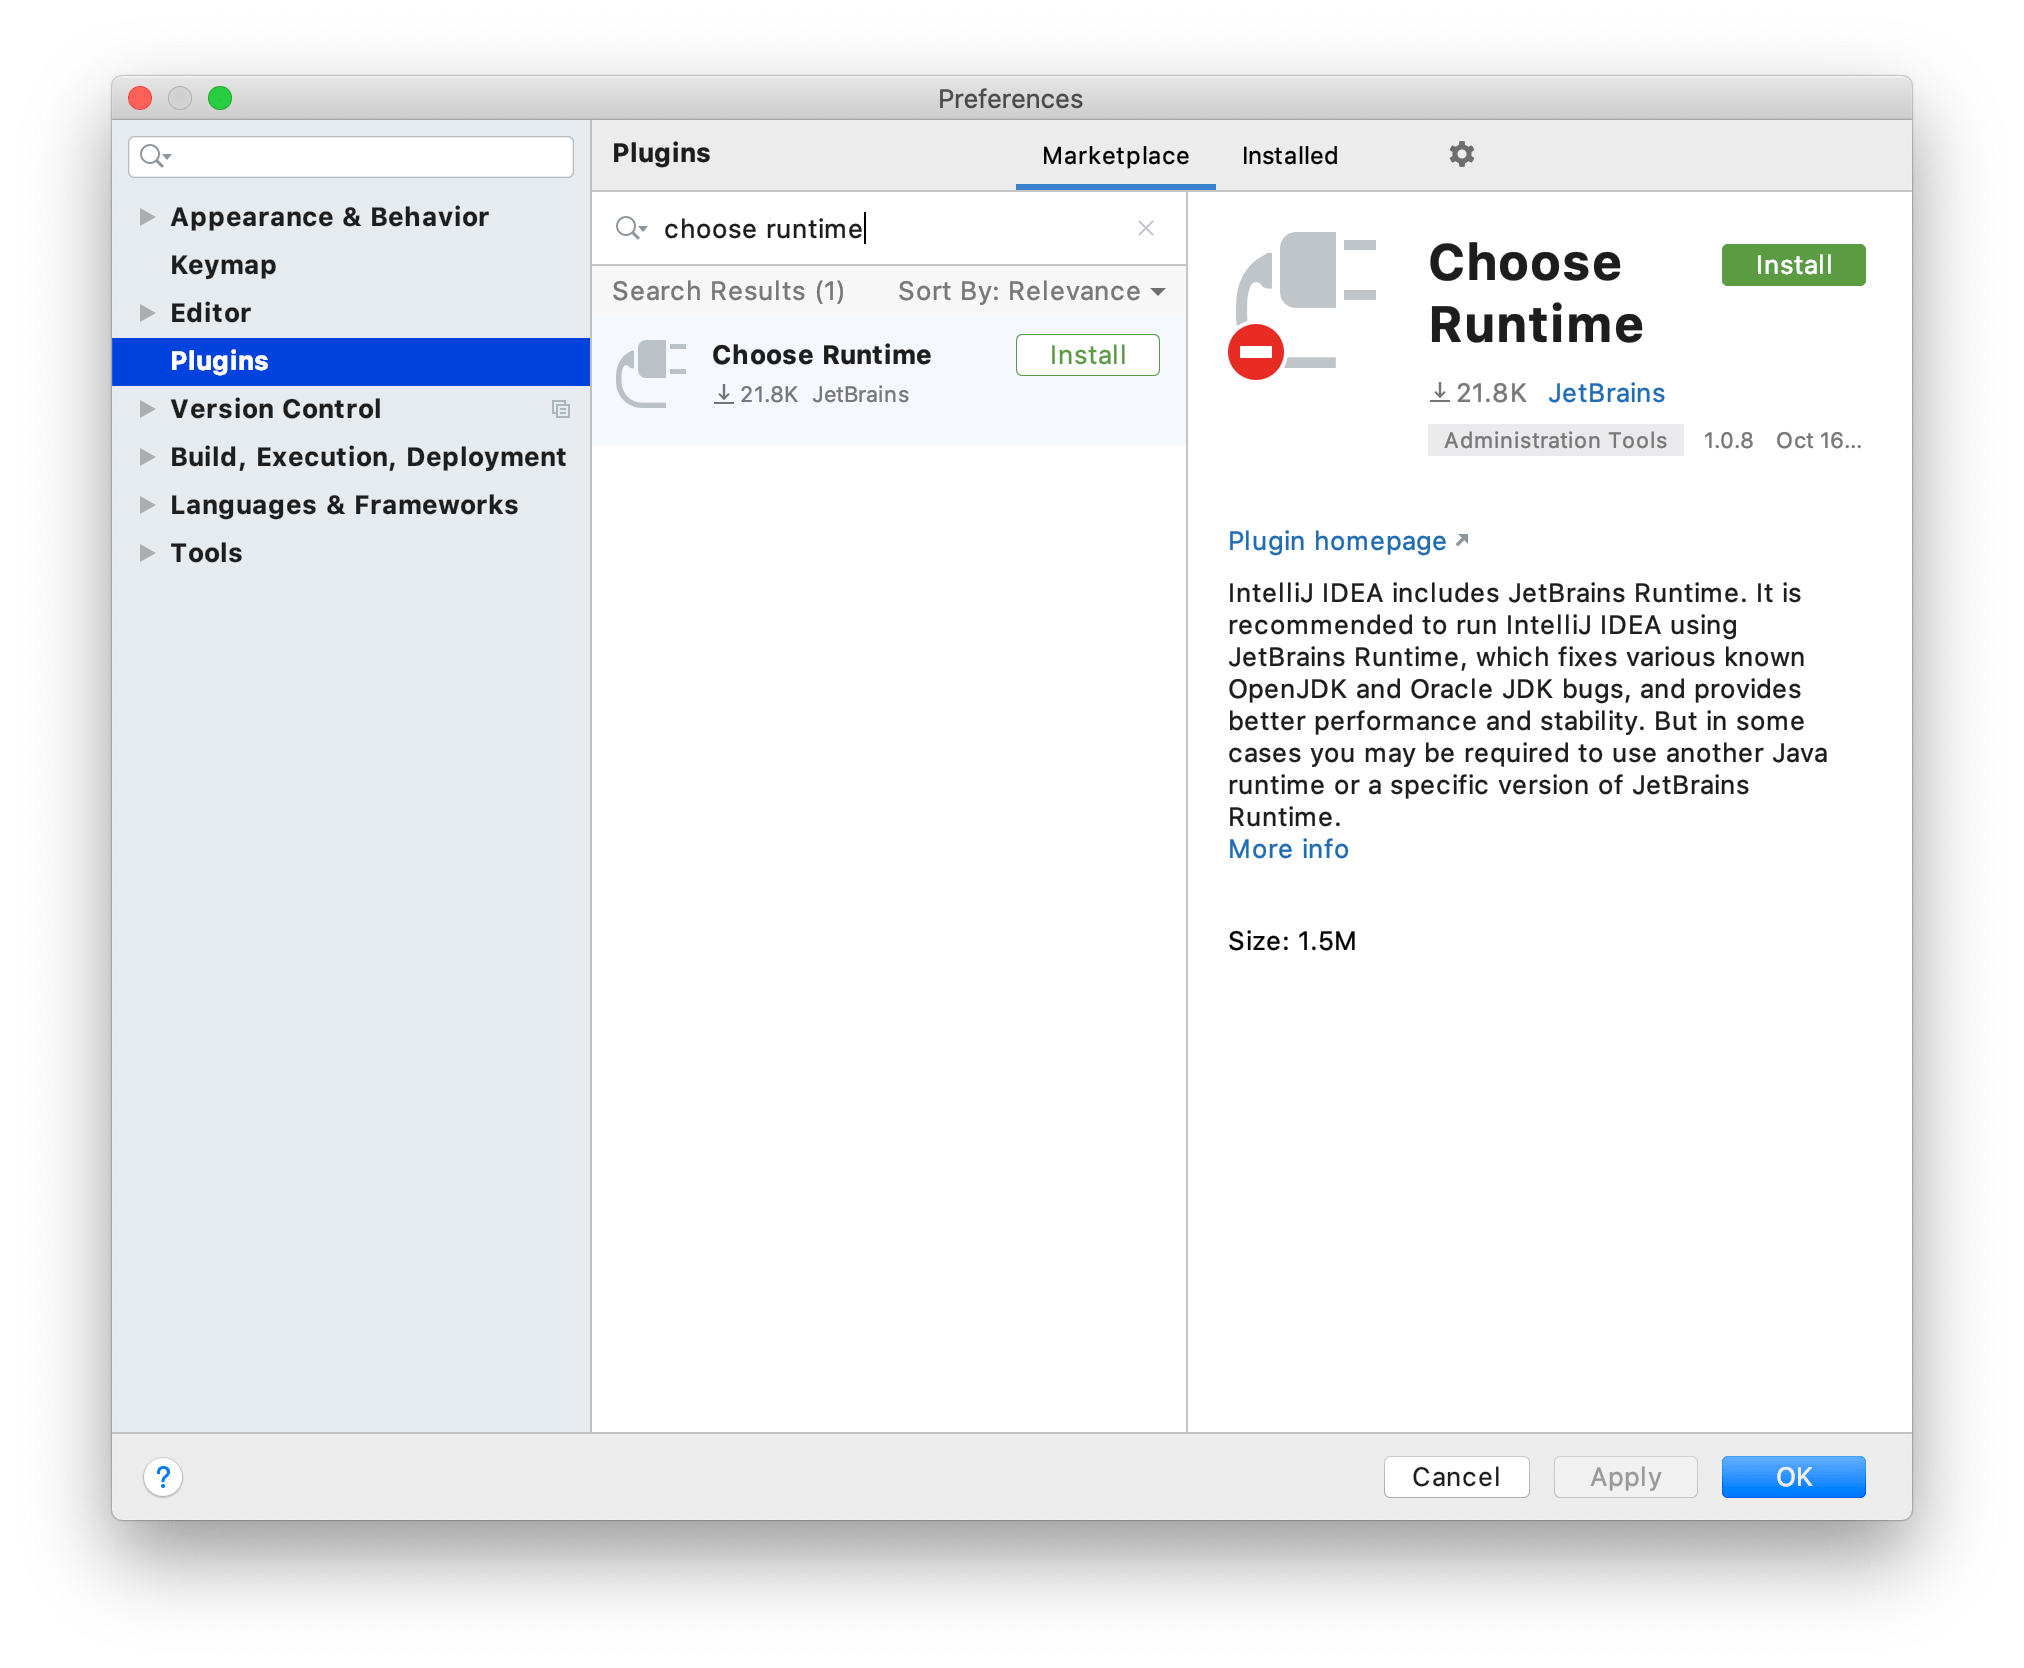 Preferences
Appearance & Behavior
Keymap
Editor
Plugins
Version Control
Build, Execution, Deployment
Languages & Frameworks
Tools
Plugins
Marketplace
Installed
choose runtime
Search Results (1)
Sort By: Relevance
Choose Runtime
Install
21.8K JetBrains
Choose
Runtime
Install
21.8K JetBrains
Administration Tools 1.0.8 Oct 16...
Plugin homepage
IntelliJ IDEA includes JetBrains Runtime. It is
recommended to run IntelliJ IDEA using
JetBrains Runtime, which fixes various known
OpenJDK and Oracle JDK bugs, and provides
better performance and stability. But in some
cases you may be required to use another Java
runtime or a specific version of JetBrains
Runtime.
More info
Size: 1.5M
?
Cancel
Apply
OK